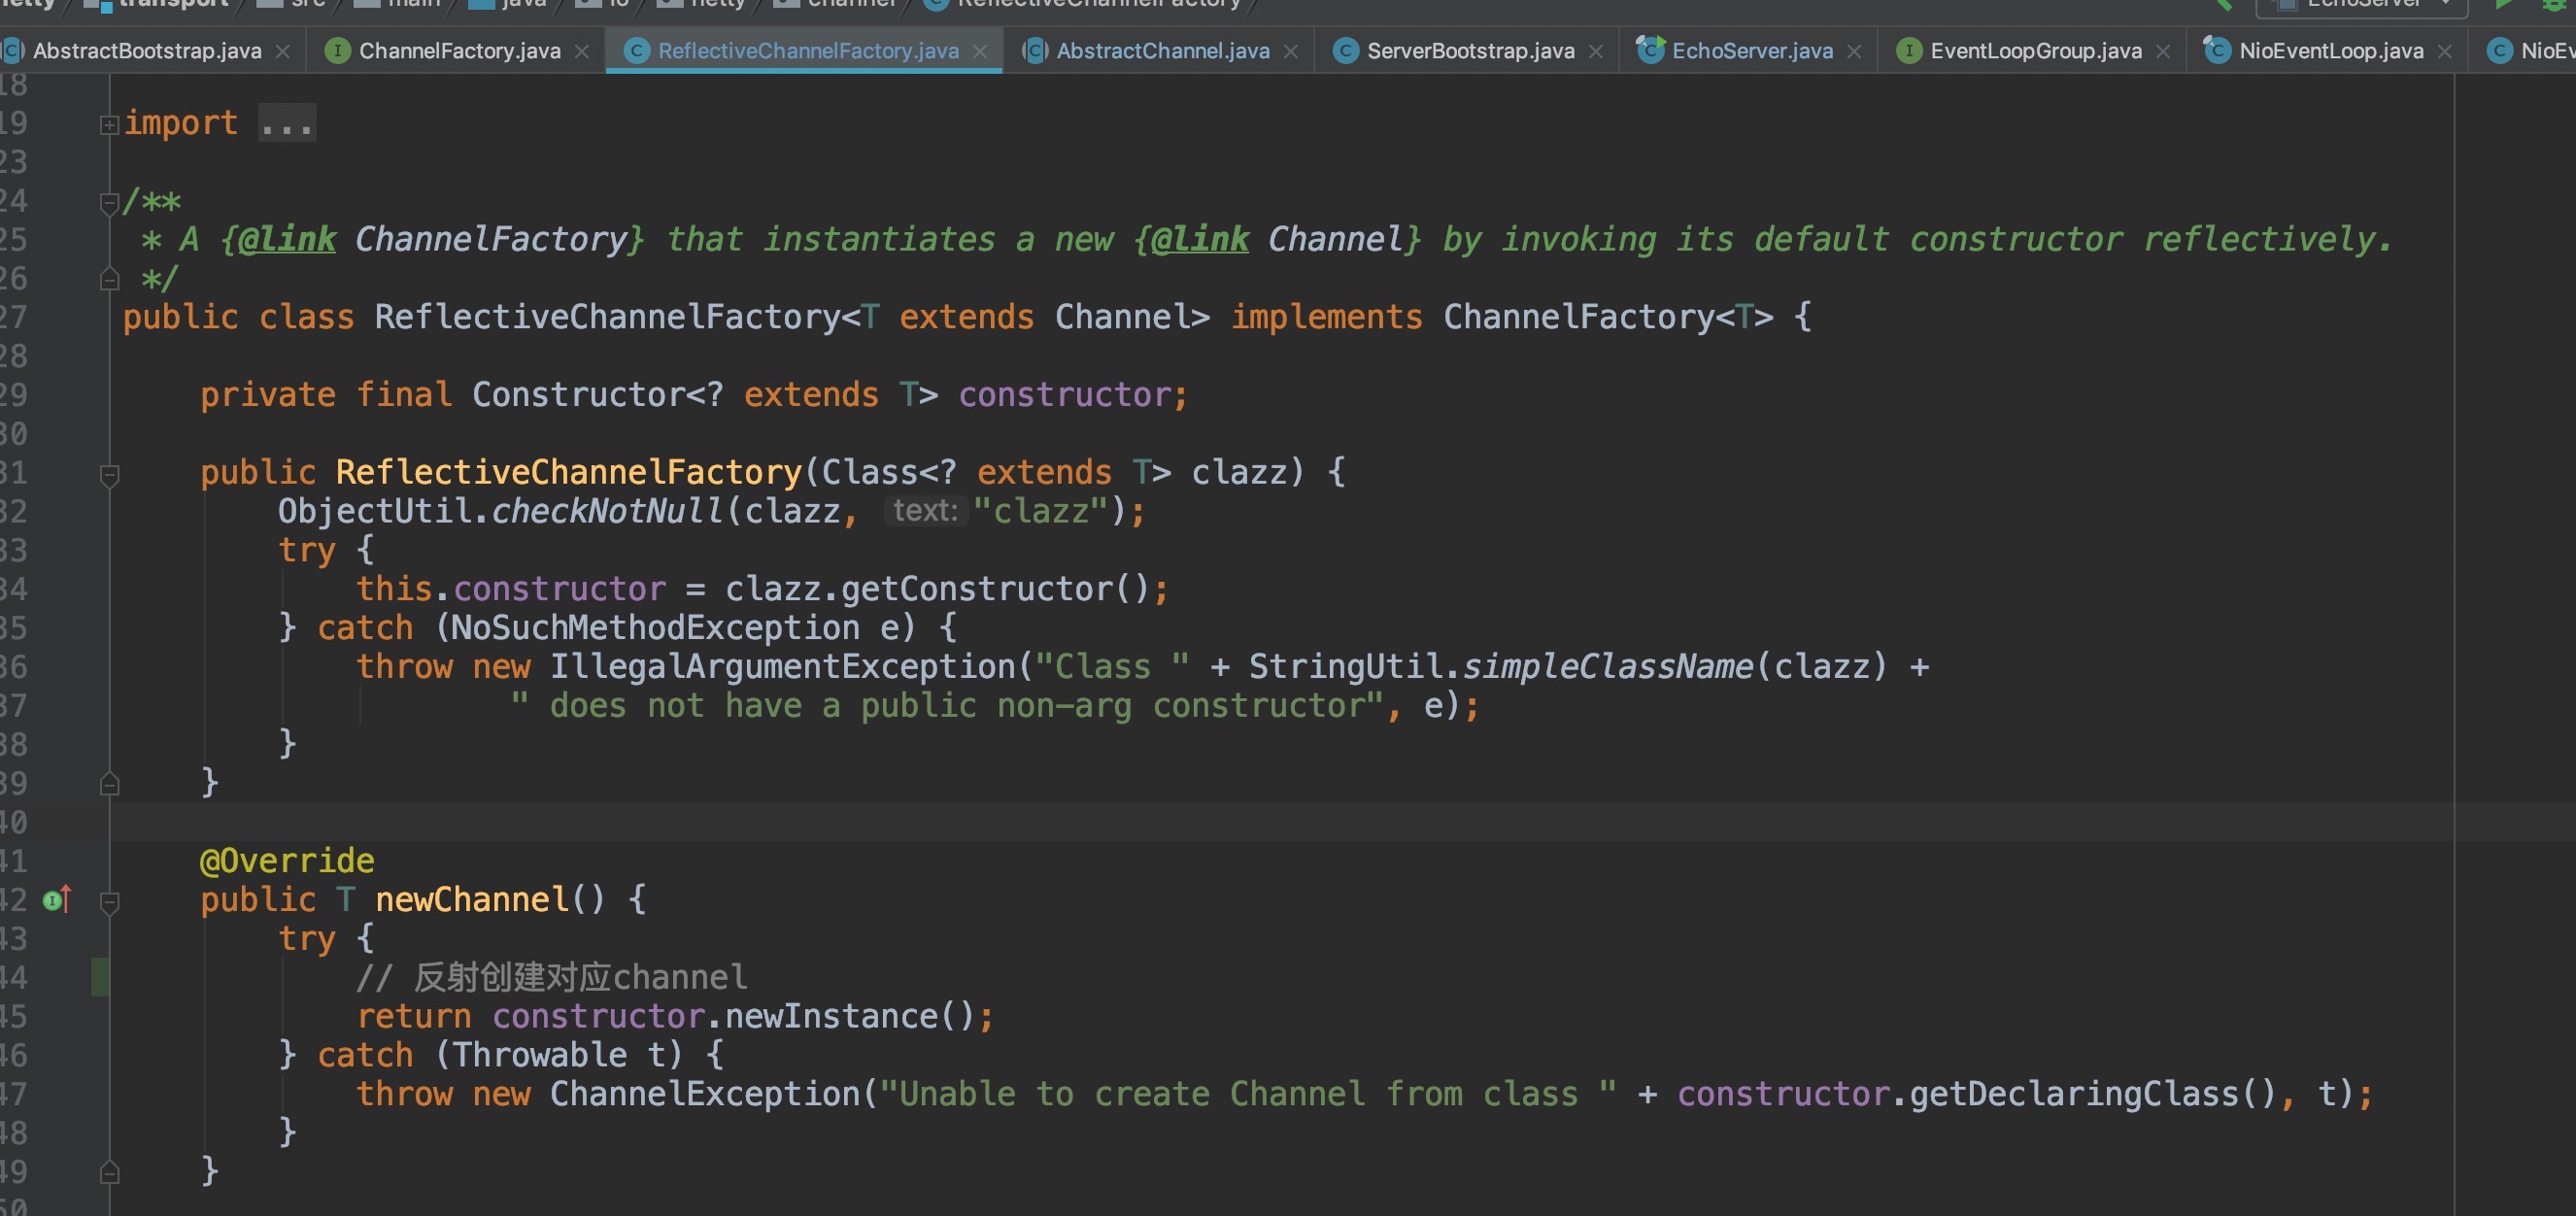 transport src main java io netty channel ReflectiveChannelFactory EchoServer
AbstractBootstrap.java ChannelFactory.java ReflectiveChannelFactory.java AbstractChannel.java ServerBootstrap.java EchoServer.java EventLoopGroup.java NioEventLoop.java
18
19 import ...
23
24 /**
25 * A {@link ChannelFactory} that instantiates a new {@link Channel} by invoking its default constructor reflectively.
26 */
27 public class ReflectiveChannelFactory<T extends Channel> implements ChannelFactory<T> {
28
29 private final Constructor<? extends T> constructor;
30
31 public ReflectiveChannelFactory(Class<? extends T> clazz) {
32 ObjectUtil.checkNotNull(clazz, text: "clazz");
33 try {
34 this.constructor = clazz.getConstructor();
35 } catch (NoSuchMethodException e) {
36 throw new IllegalArgumentException("Class " + StringUtil.simpleClassName(clazz) +
37 " does not have a public non-arg constructor", e);
38 }
39 }
40
41 @Override
42 public T newChannel() {
43 try {
44 // 反射创建对应channel
45 return constructor.newInstance();
46 } catch (Throwable t) {
47 throw new ChannelException("Unable to create Channel from class " + constructor.getDeclaringClass(), t);
48 }
49 }
50